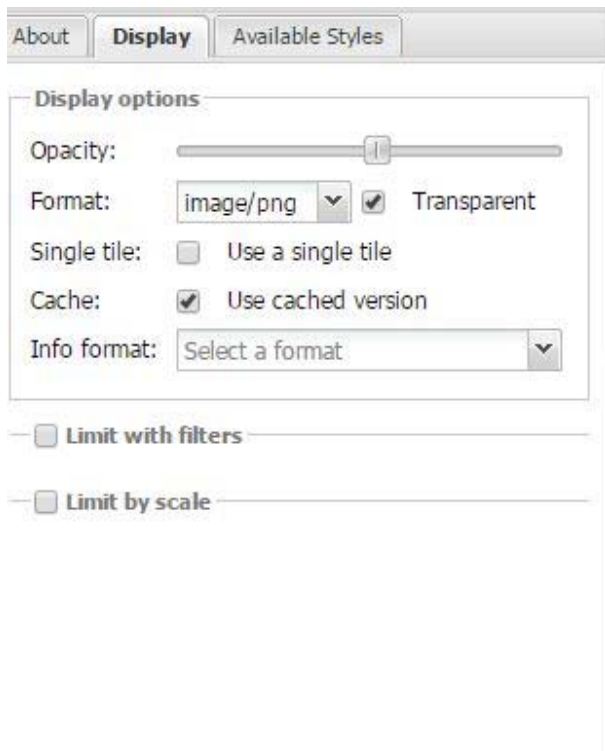 About Display Available Styles
Display options
Opacity:
Format: image/png Transparent
Single tile: Use a single tile
Cache: Use cached version
Info format: Select a format
Limit with filters
Limit by scale